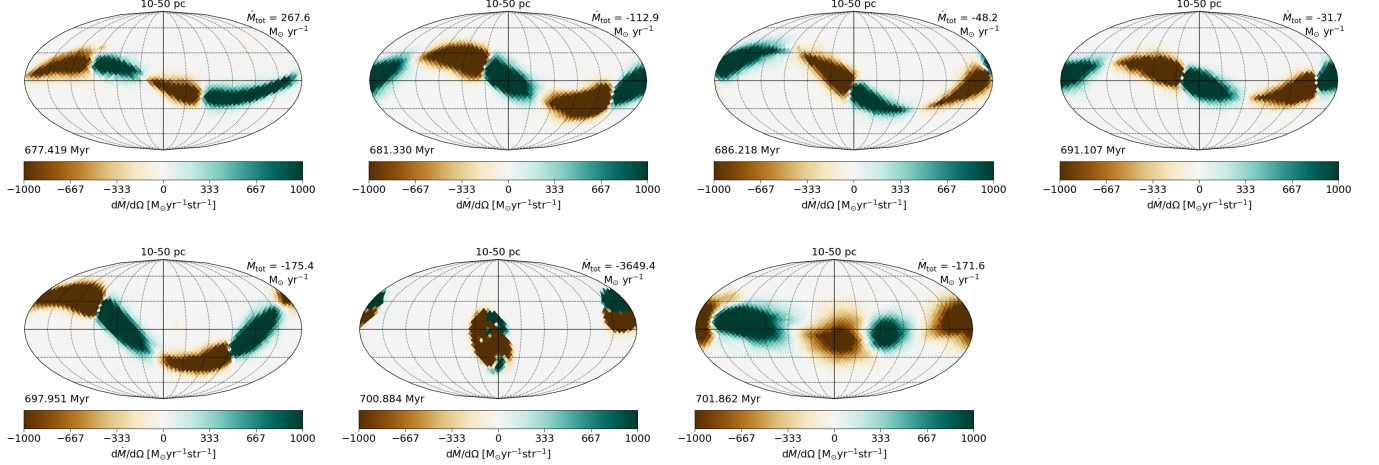 10-50 pc
Ṁtot = 267.6
M⊙ yr⁻¹
677.419 Myr
−1000 −667 −333 0 333 667 1000
dṀ/dΩ [M⊙yr⁻¹str⁻¹]
10-50 pc
Ṁtot = -112.9
M⊙ yr⁻¹
681.330 Myr
−1000 −667 −333 0 333 667 1000
dṀ/dΩ [M⊙yr⁻¹str⁻¹]
10-50 pc
Ṁtot = -48.2
M⊙ yr⁻¹
686.218 Myr
−1000 −667 −333 0 333 667 1000
dṀ/dΩ [M⊙yr⁻¹str⁻¹]
10-50 pc
Ṁtot = -31.7
M⊙ yr⁻¹
691.107 Myr
−1000 −667 −333 0 333 667 1000
dṀ/dΩ [M⊙yr⁻¹str⁻¹]
10-50 pc
Ṁtot = -175.4
M⊙ yr⁻¹
697.951 Myr
−1000 −667 −333 0 333 667 1000
dṀ/dΩ [M⊙yr⁻¹str⁻¹]
10-50 pc
Ṁtot = -3649.4
M⊙ yr⁻¹
700.884 Myr
−1000 −667 −333 0 333 667 1000
dṀ/dΩ [M⊙yr⁻¹str⁻¹]
10-50 pc
Ṁtot = -171.6
M⊙ yr⁻¹
701.862 Myr
−1000 −667 −333 0 333 667 1000
dṀ/dΩ [M⊙yr⁻¹str⁻¹]